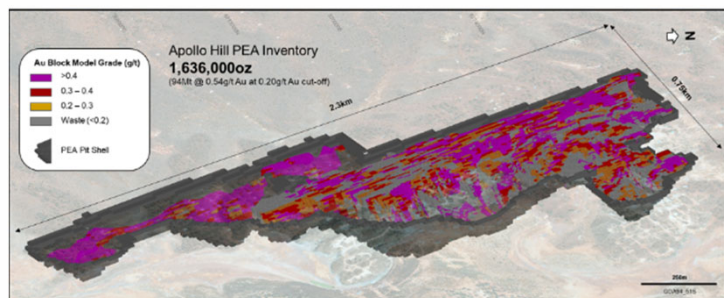 Apollo Hill PEA Inventory
1,636,000oz
(94Mt @ 0.54g/t Au at 0.20g/t Au cut-off)
Au Block Model Grade (g/t)
>0.4
0.3 – 0.4
0.2 – 0.3
Waste (<0.2)
PEA Pit Shell
N
2.3km
0.75km
250m